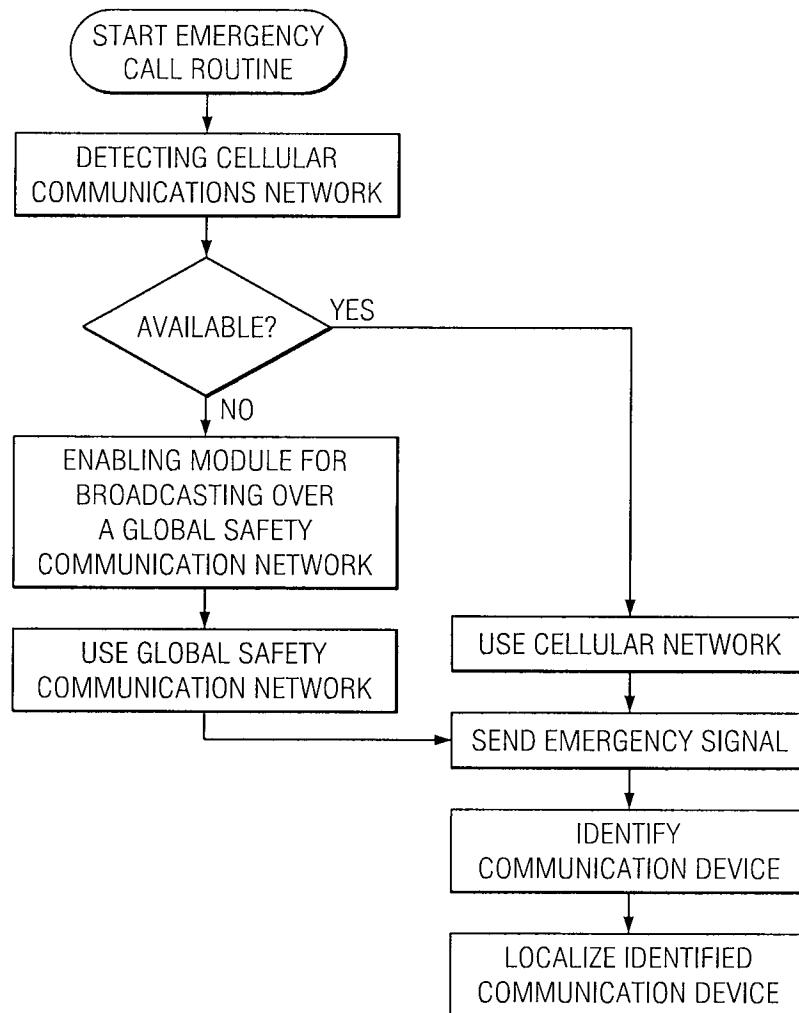 START EMERGENCY
CALL ROUTINE
DETECTING CELLULAR
COMMUNICATIONS NETWORK
AVAILABLE?
YES
NO
ENABLING MODULE FOR
BROADCASTING OVER
A GLOBAL SAFETY
COMMUNICATION NETWORK
USE GLOBAL SAFETY
COMMUNICATION NETWORK
USE CELLULAR NETWORK
SEND EMERGENCY SIGNAL
IDENTIFY
COMMUNICATION DEVICE
LOCALIZE IDENTIFIED
COMMUNICATION DEVICE